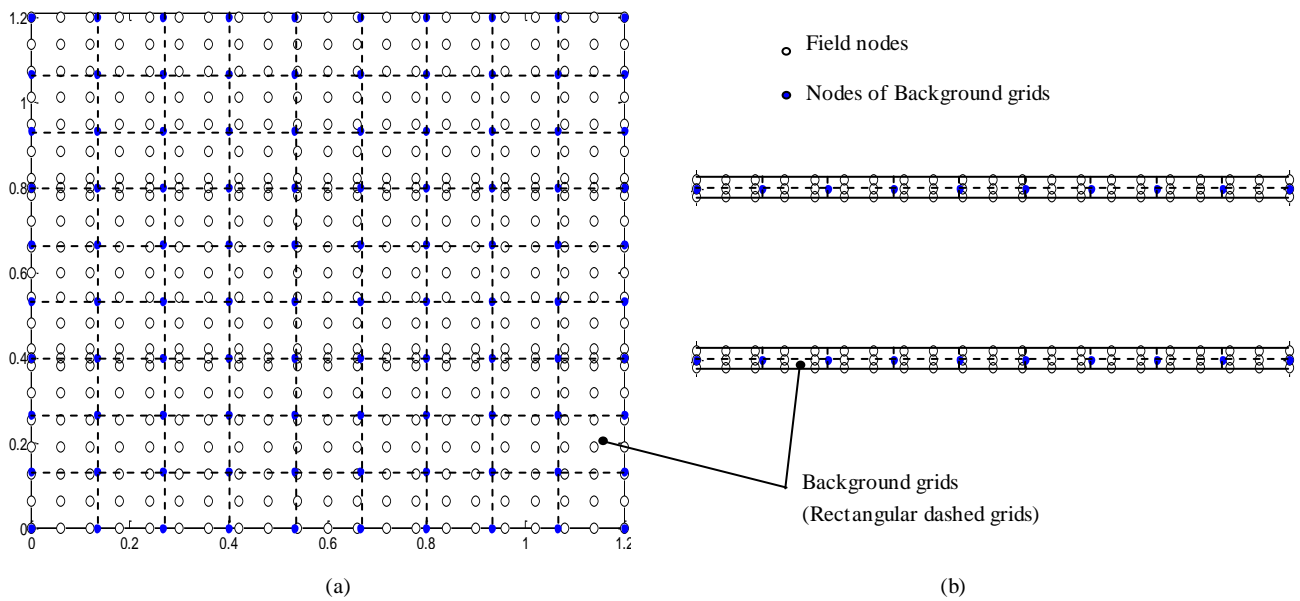 1.2
1
0.8
0.6
0.4
0.2
0
0 0.2 0.4 0.6 0.8 1 1.2
Field nodes
Nodes of Background grids
Background grids
(Rectangular dashed grids)
(a)
(b)